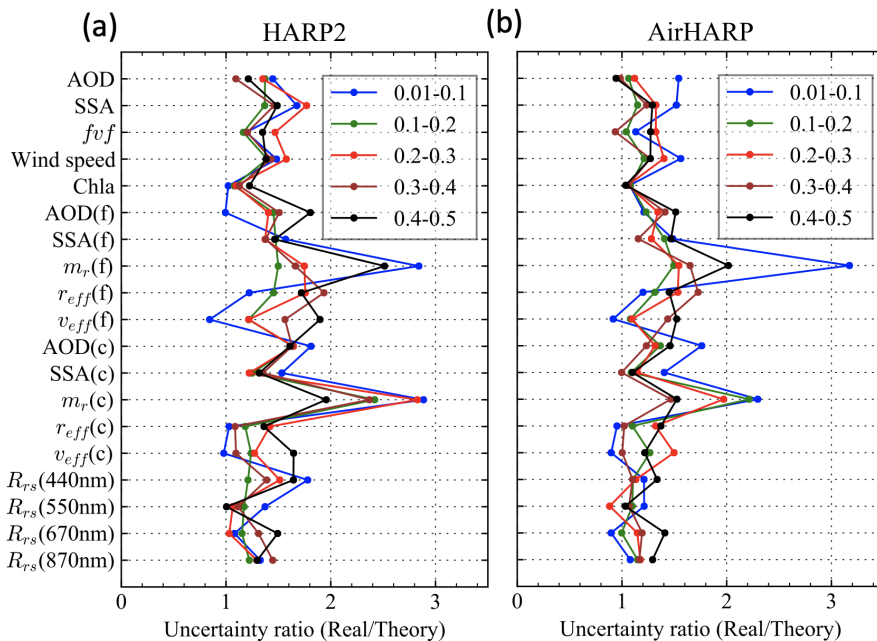 (a)
HARP2
(b)
AirHARP
AOD
SSA
fvf
Wind speed
Chla
AOD(f)
SSA(f)
m_r(f)
r_eff(f)
v_eff(f)
AOD(c)
SSA(c)
m_r(c)
r_eff(c)
v_eff(c)
R_rs(440nm)
R_rs(550nm)
R_rs(670nm)
R_rs(870nm)
0.01-0.1
0.1-0.2
0.2-0.3
0.3-0.4
0.4-0.5
0.01-0.1
0.1-0.2
0.2-0.3
0.3-0.4
0.4-0.5
0 1 2 3
0 1 2 3
Uncertainty ratio (Real/Theory)
Uncertainty ratio (Real/Theory)